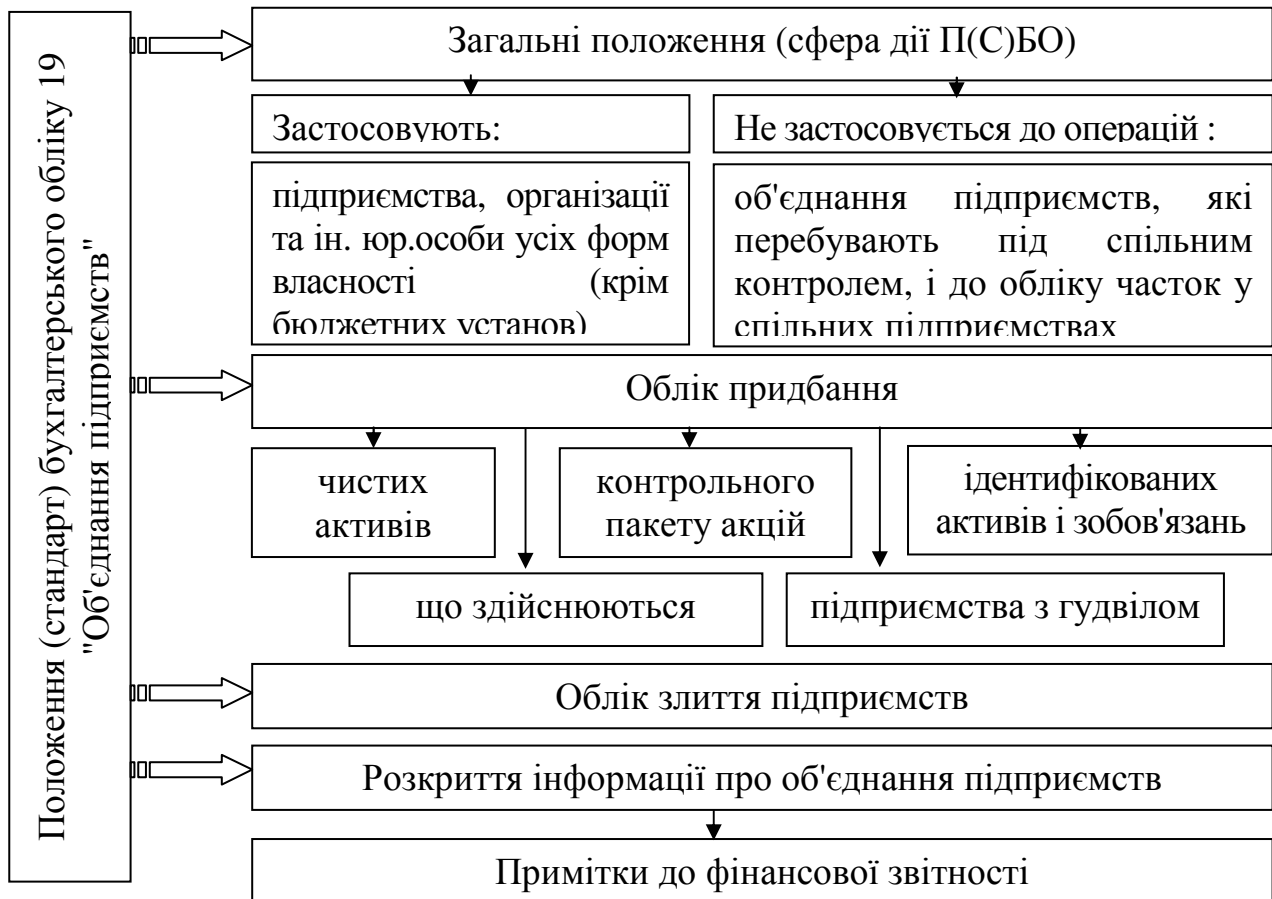 Положення (стандарт) бухгалтерського обліку 19
"Об'єднання підприємств"
Загальні положення (сфера дії П(С)БО)
Застосовують:
Не застосовується до операцій :
підприємства, організації
та ін. юр.особи усіх форм
власності (крім
бюджетних установ)
об'єднання підприємств, які
перебувають під спільним
контролем, і до обліку часток у
спільних підприємствах
Облік придбання
чистих
активів
контрольного
пакету акцій
ідентифікованих
активів і зобов'язань
що здійснюються
підприємства з гудвілом
Облік злиття підприємств
Розкриття інформації про об'єднання підприємств
Примітки до фінансової звітності